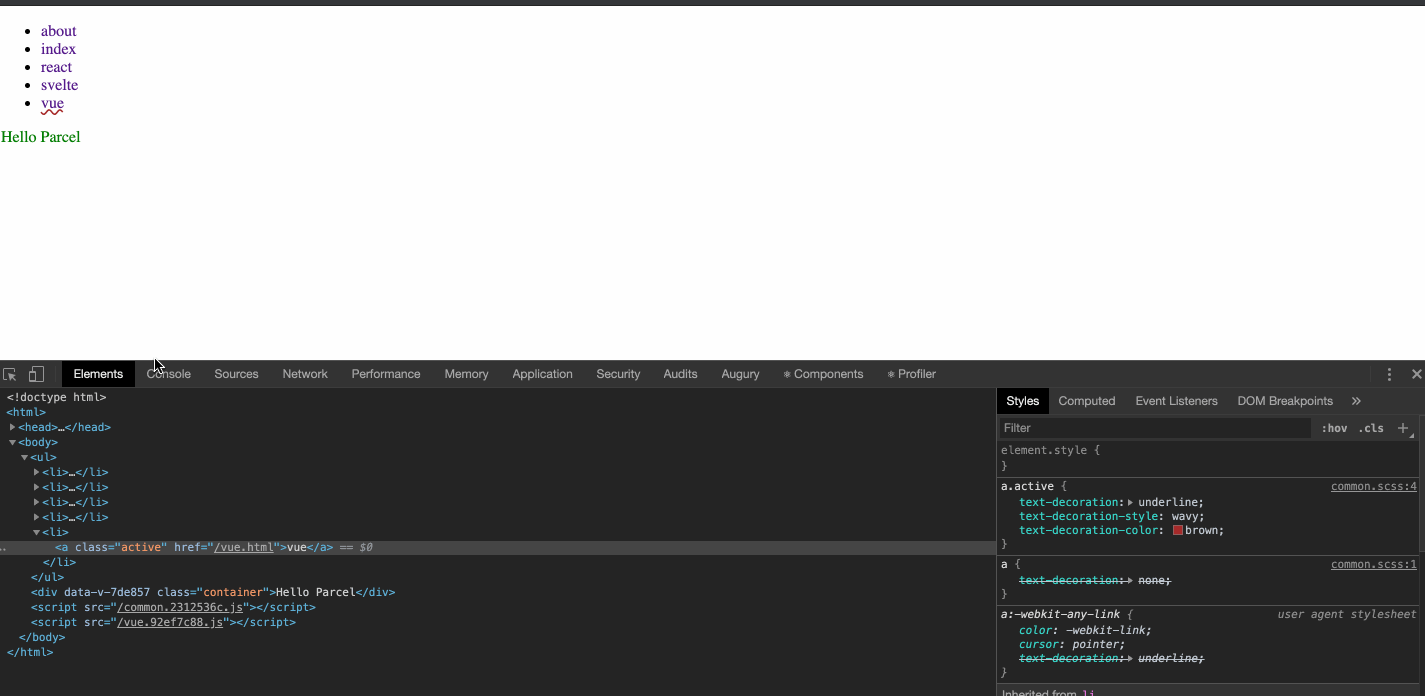 about
index
react
svelte
vue
Hello Parcel
Elements Console Sources Network Performance Memory Application Security Audits Augury ⚛ Components ⚛ Profiler
<!doctype html>
<html>
<head>…</head>
<body>
<ul>
<li>…</li>
<li>…</li>
<li>…</li>
<li>…</li>
<li>
<a class="active" href="/vue.html">vue</a> == $0
</li>
</ul>
<div data-v-7de857 class="container">Hello Parcel</div>
<script src="/common.2312536c.js"></script>
<script src="/vue.92ef7c88.js"></script>
</body>
</html>
Styles Computed Event Listeners DOM Breakpoints »
Filter :hov .cls +
element.style {
}
a.active { common.scss:4
text-decoration: underline;
text-decoration-style: wavy;
text-decoration-color: brown;
}
a { common.scss:1
text-decoration: none;
}
a:-webkit-any-link { user agent stylesheet
color: -webkit-link;
cursor: pointer;
text-decoration: underline;
}
Inherited from li